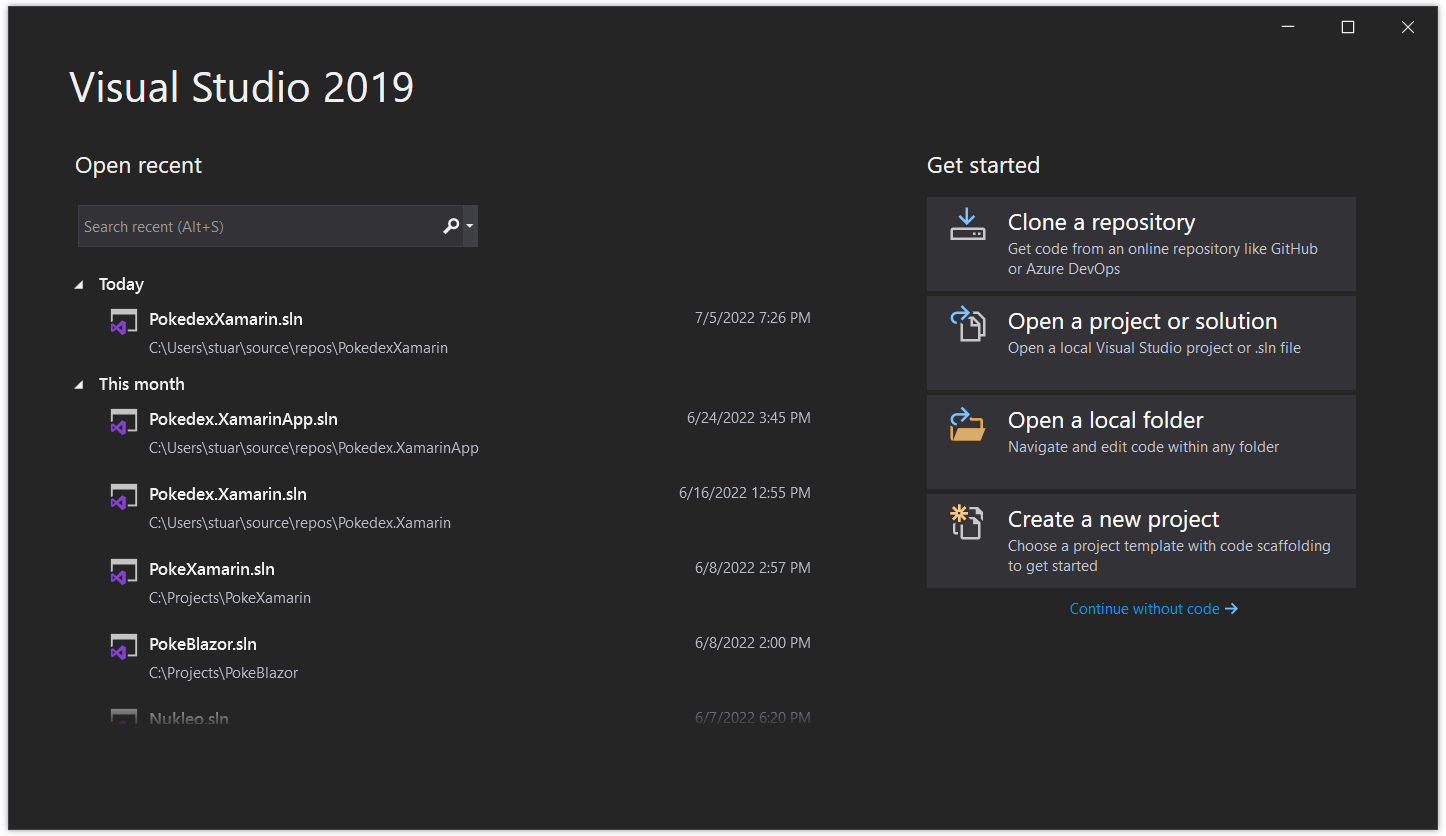 Visual Studio 2019
Open recent
Search recent (Alt+S)
Today
PokedexXamarin.sln 7/5/2022 7:26 PM
C:\Users\stuar\source\repos\PokedexXamarin
This month
Pokedex.XamarinApp.sln 6/24/2022 3:45 PM
C:\Users\stuar\source\repos\Pokedex.XamarinApp
Pokedex.Xamarin.sln 6/16/2022 12:55 PM
C:\Users\stuar\source\repos\Pokedex.Xamarin
PokeXamarin.sln 6/8/2022 2:57 PM
C:\Projects\PokeXamarin
PokeBlazor.sln 6/8/2022 2:00 PM
C:\Projects\PokeBlazor
Nukleo.sln 6/7/2022 6:20 PM
Get started
Clone a repository
Get code from an online repository like GitHub
or Azure DevOps
Open a project or solution
Open a local Visual Studio project or .sln file
Open a local folder
Navigate and edit code within any folder
Create a new project
Choose a project template with code scaffolding
to get started
Continue without code